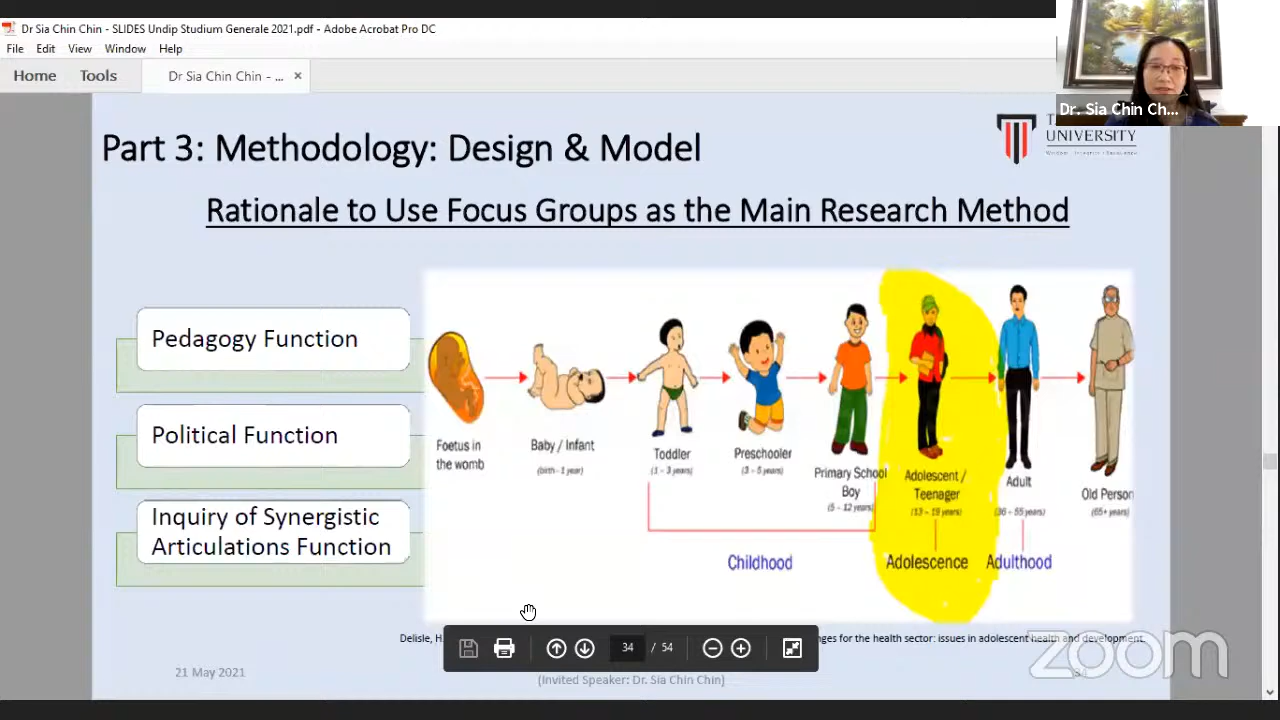 Dr Sia Chin Chin - SLIDES Undip Studium Generale 2021.pdf - Adobe Acrobat Pro DC
File Edit View Window Help
Home Tools Dr Sia Chin Chin - ... ×
Dr. Sia Chin Ch...
Part 3: Methodology: Design & Model
UNIVERSITY
Rationale to Use Focus Groups as the Main Research Method
Pedagogy Function
Political Function
Inquiry of Synergistic
Articulations Function
Foetus in
the womb
Baby / Infant
(birth - 1 year)
Toddler
(1 - 3 years)
Preschooler
(3 - 5 years)
Primary School
Boy
(5 - 12 years)
Adolescent /
Teenager
(13 - 19 years)
Adult
(36 - 55 years)
Old Person
(65+ years)
Childhood
Adolescence
Adulthood
Delisle, H. nges for the health sector: issues in adolescent health and development.
34 / 54
zoom
21 May 2021
(Invited Speaker: Dr. Sia Chin Chin)
34